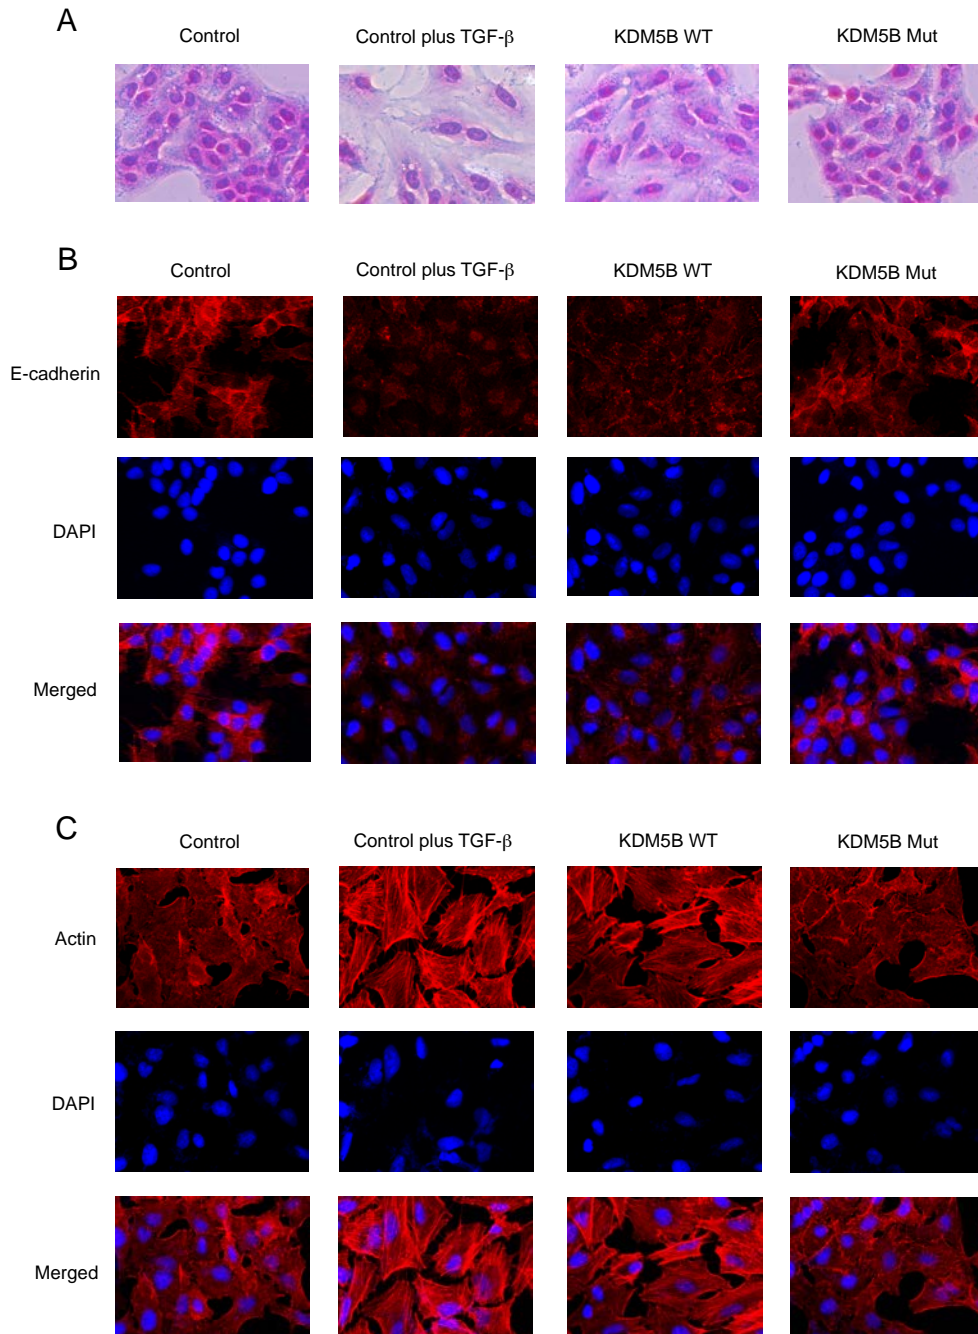 A
Control
Control plus TGF-β
KDM5B WT
KDM5B Mut
B
Control
Control plus TGF-β
KDM5B WT
KDM5B Mut
E-cadherin
DAPI
Merged
C
Control
Control plus TGF-β
KDM5B WT
KDM5B Mut
Actin
DAPI
Merged